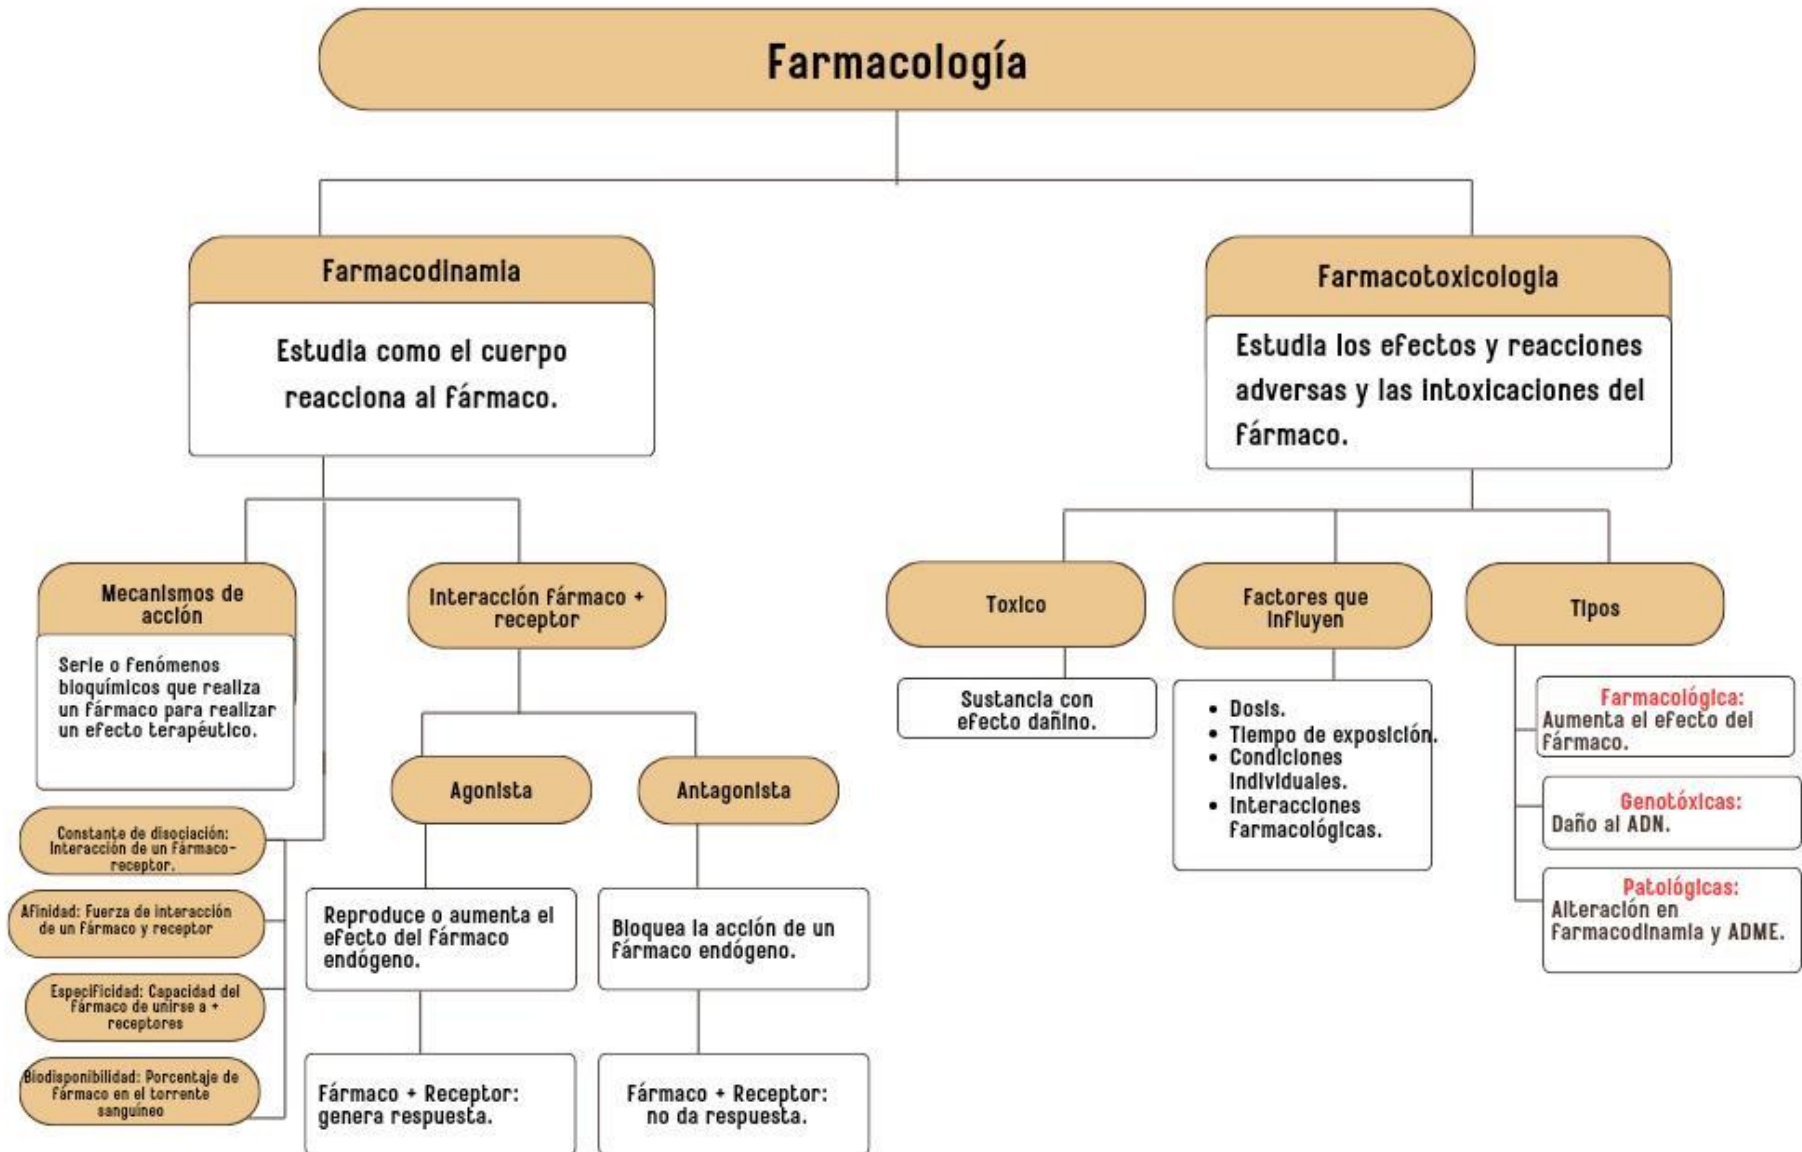 Farmacología
Farmacodinamia
Estudia como el cuerpo
reacciona al fármaco.
Mecanismos de
acción
Serie o fenómenos
bioquímicos que realiza
un fármaco para realizar
un efecto terapéutico.
Constante de disociación:
Interacción de un Fármaco-
receptor.
Afinidad: Fuerza de interacción
de un Fármaco y receptor
Especificidad: Capacidad del
Fármaco de unirse a +
receptores
Biodisponibilidad: Porcentaje de
Fármaco en el torrente
sanguíneo
Interacción fármaco +
receptor
Agonista
Reproduce o aumenta el
efecto del fármaco
endógeno.
Fármaco + Receptor:
genera respuesta.
Antagonista
Bloquea la acción de un
fármaco endógeno.
Fármaco + Receptor:
no da respuesta.
Farmacotoxicologia
Estudia los efectos y reacciones
adversas y las intoxicaciones del
fármaco.
Toxico
Sustancia con
efecto dañino.
Factores que
influyen
• Dosis.
• Tiempo de exposición.
• Condiciones
individuales.
• Interacciones
farmacológicas.
Tipos
Farmacológica:
Aumenta el efecto del
fármaco.
Genotóxicas:
Daño al ADN.
Patológicas:
Alteración en
farmacodinamia y ADME.